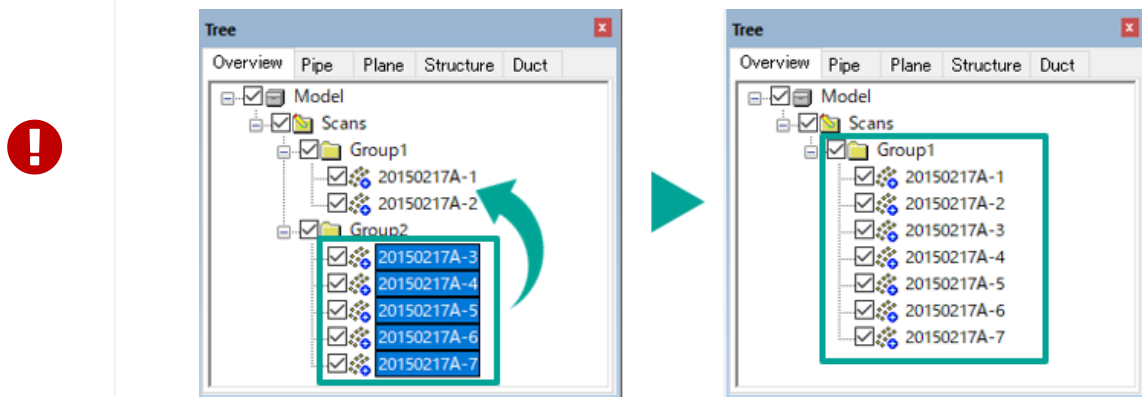 Tree
Overview Pipe Plane Structure Duct
Model
Scans
Group1
20150217A-1
20150217A-2
Group2
20150217A-3
20150217A-4
20150217A-5
20150217A-6
20150217A-7
Tree
Overview Pipe Plane Structure Duct
Model
Scans
Group1
20150217A-1
20150217A-2
20150217A-3
20150217A-4
20150217A-5
20150217A-6
20150217A-7